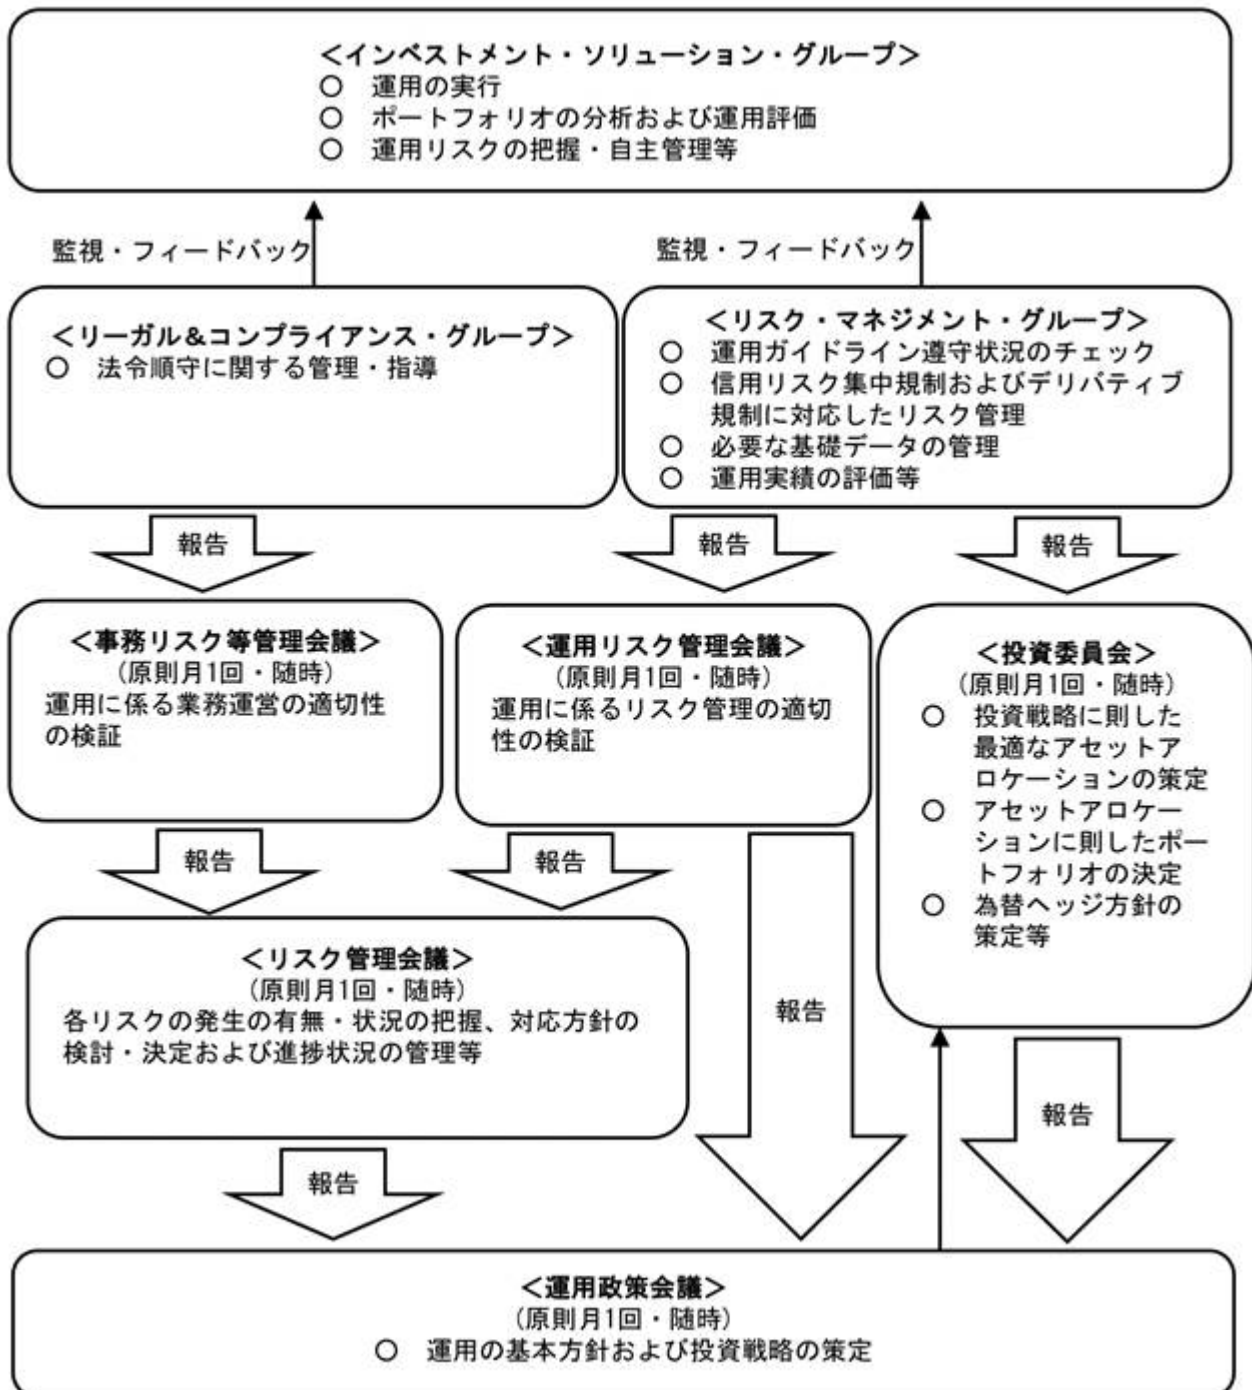 ＜インベストメント・ソリューション・グループ＞
○ 運用の実行
○ ポートフォリオの分析および運用評価
○ 運用リスクの把握・自主管理等
監視・フィードバック
監視・フィードバック
＜リーガル＆コンプライアンス・グループ＞
○ 法令順守に関する管理・指導
＜リスク・マネジメント・グループ＞
○ 運用ガイドライン遵守状況のチェック
○ 信用リスク集中規制およびデリバティブ
規制に対応したリスク管理
○ 必要な基礎データの管理
○ 運用実績の評価等
報告
報告
報告
＜事務リスク等管理会議＞
（原則月1回・随時）
運用に係る業務運営の適切性
の検証
＜運用リスク管理会議＞
（原則月1回・随時）
運用に係るリスク管理の適切
性の検証
＜投資委員会＞
（原則月1回・随時）
○ 投資戦略に則した
最適なアセットア
ロケーションの策定
○ アセットアロケー
ションに則したポー
トフォリオの決定
○ 為替ヘッジ方針の
策定等
報告
報告
＜リスク管理会議＞
（原則月1回・随時）
各リスクの発生の有無・状況の把握、対応方針の
検討・決定および進捗状況の管理等
報告
報告
報告
＜運用政策会議＞
（原則月1回・随時）
○ 運用の基本方針および投資戦略の策定